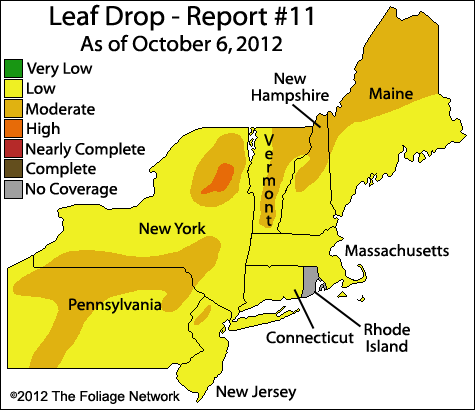 Leaf Drop - Report #11
As of October 6, 2012
Very Low
Low
Moderate
High
Nearly Complete
Complete
No Coverage
New
Hampshire
Maine
Vermont
New York
Massachusetts
Pennsylvania
Connecticut
Rhode
Island
New Jersey
©2012 The Foliage Network